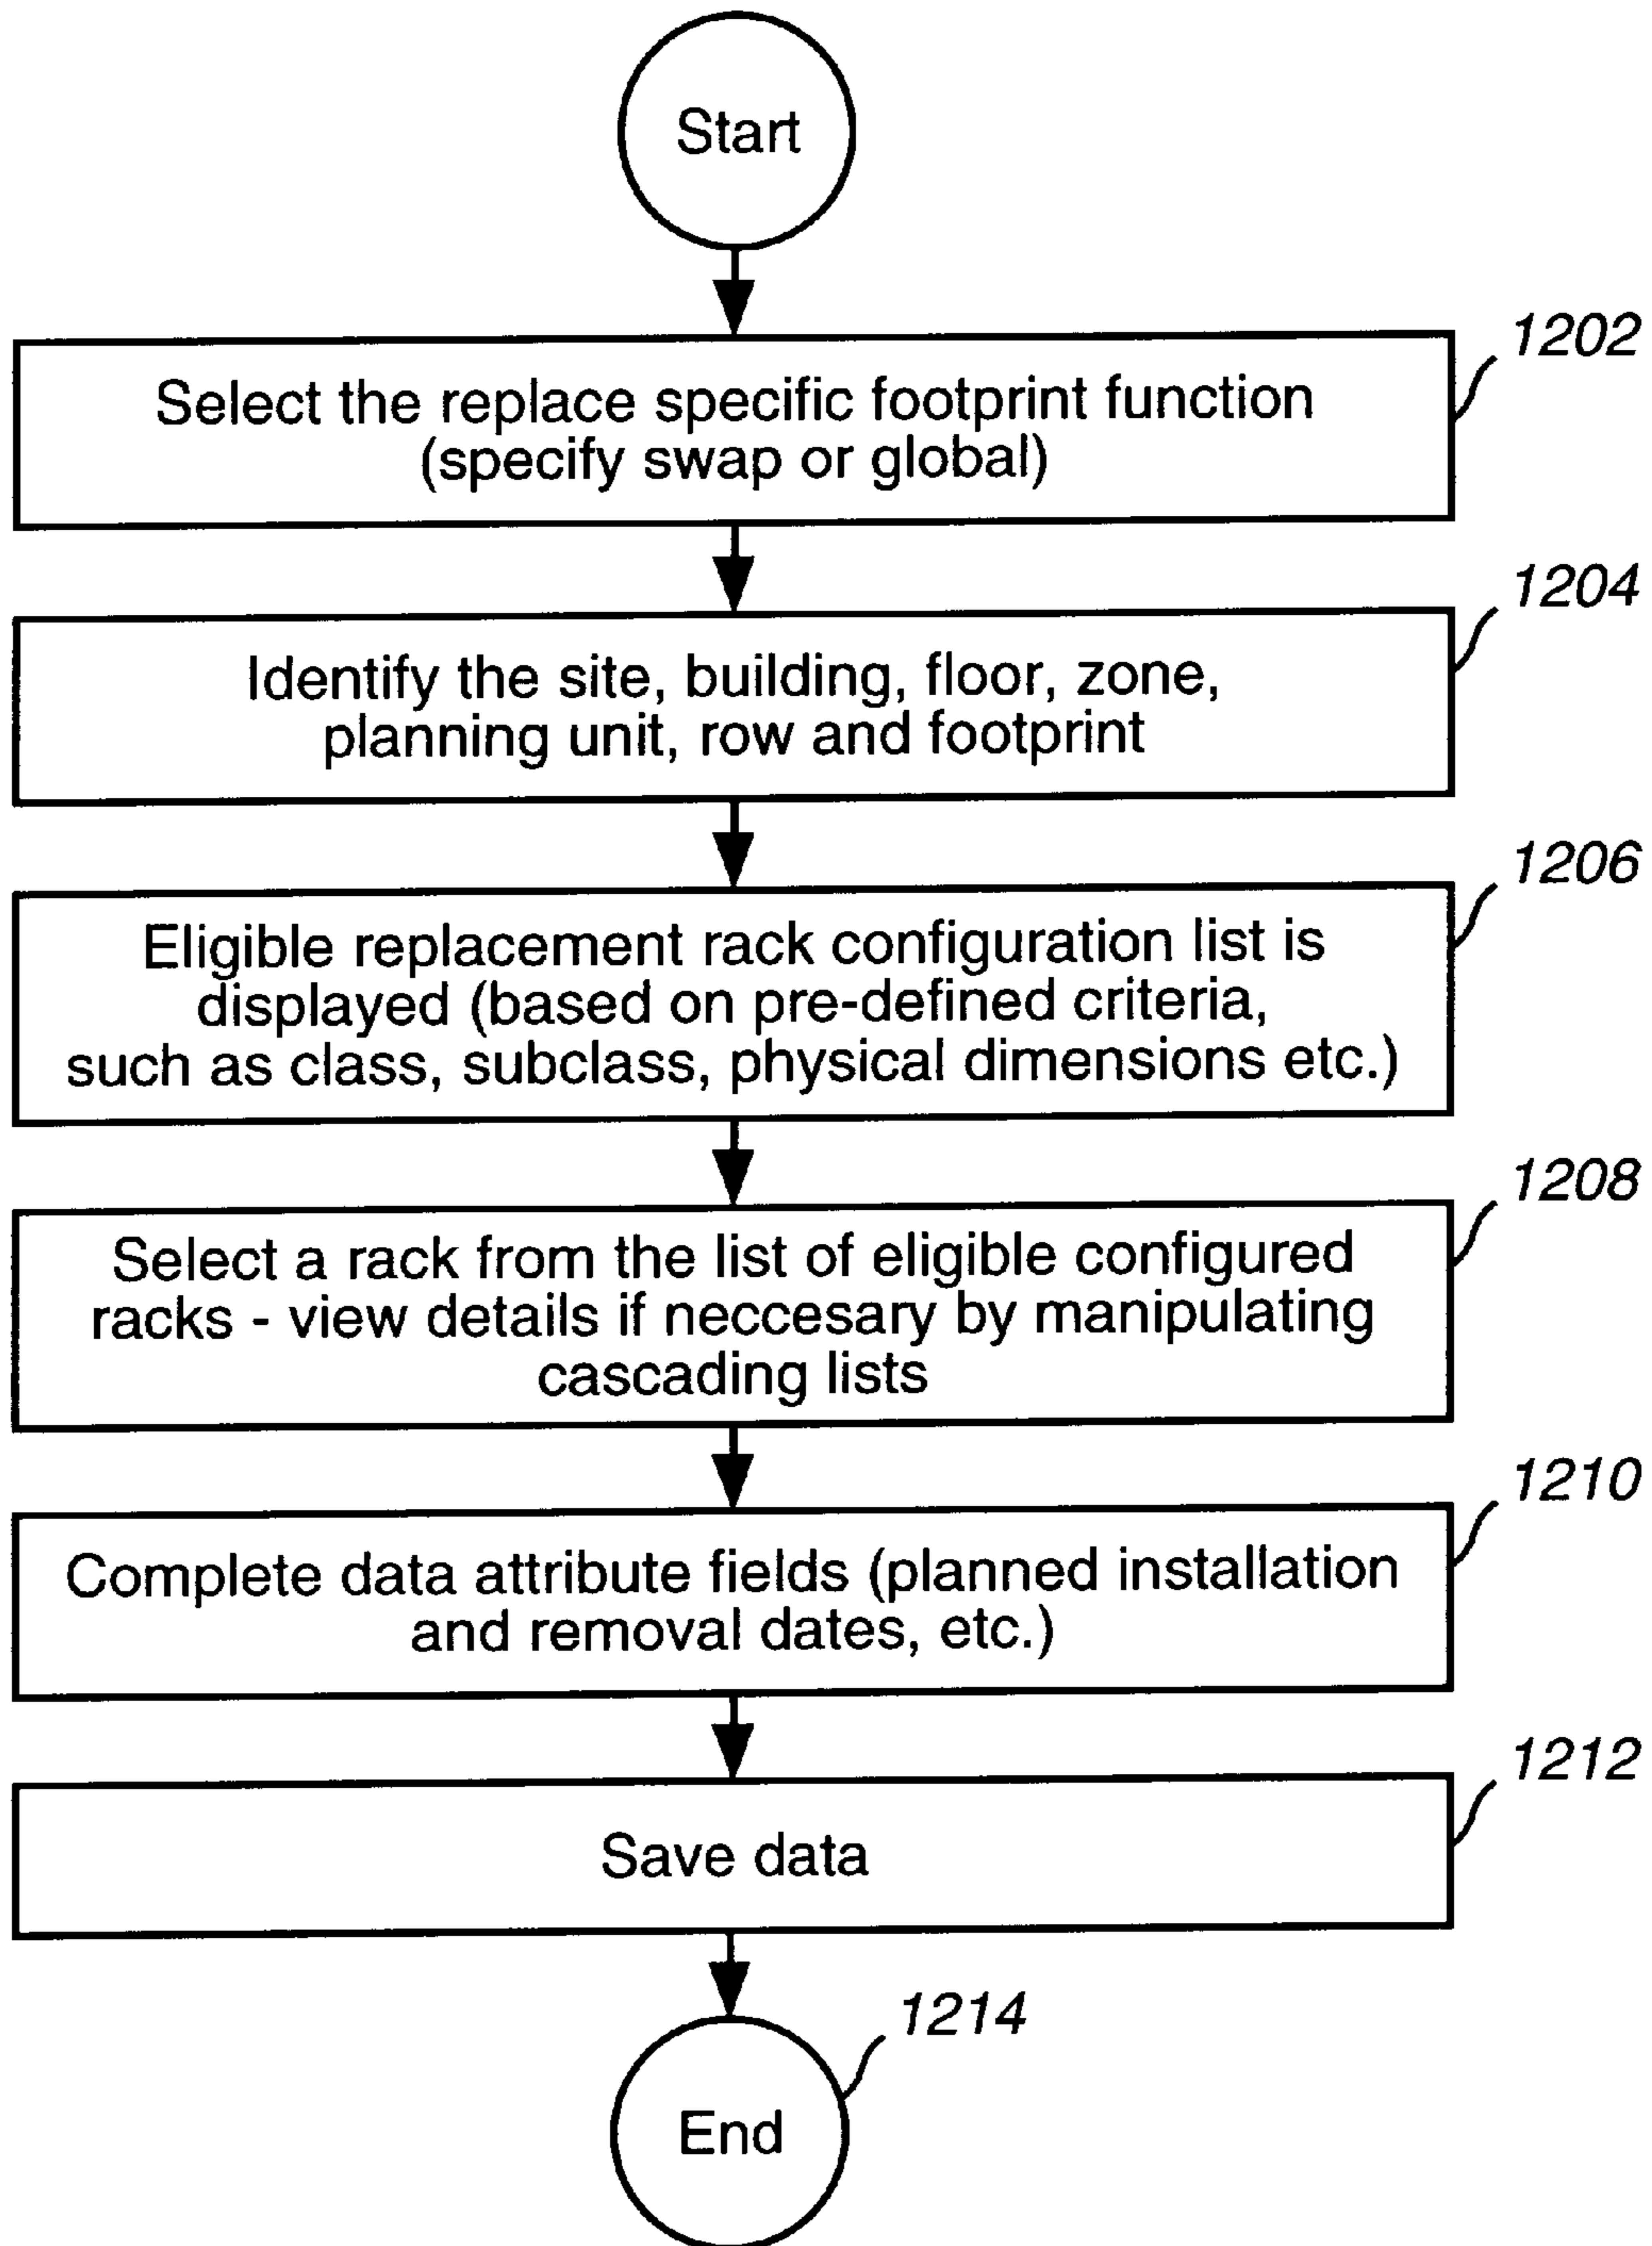 Start
1202
Select the replace specific footprint function
(specify swap or global)
1204
Identify the site, building, floor, zone,
planning unit, row and footprint
1206
Eligible replacement rack configuration list is
displayed (based on pre-defined criteria,
such as class, subclass, physical dimensions etc.)
1208
Select a rack from the list of eligible configured
racks - view details if neccesary by manipulating
cascading lists
1210
Complete data attribute fields (planned installation
and removal dates, etc.)
1212
Save data
1214
End